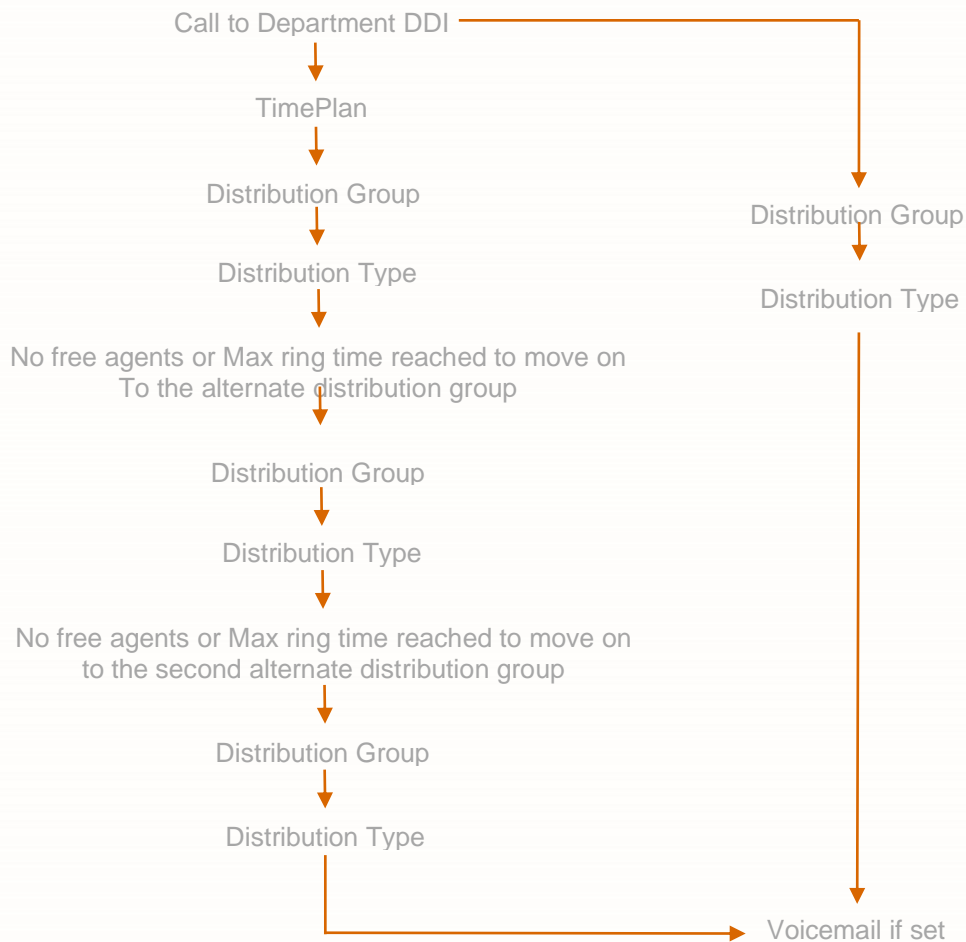 Call to Department DDI
TimePlan
Distribution Group
Distribution Type
No free agents or Max ring time reached to move on
To the alternate distribution group
Distribution Group
Distribution Type
No free agents or Max ring time reached to move on
to the second alternate distribution group
Distribution Group
Distribution Type
Distribution Group
Distribution Type
Voicemail if set